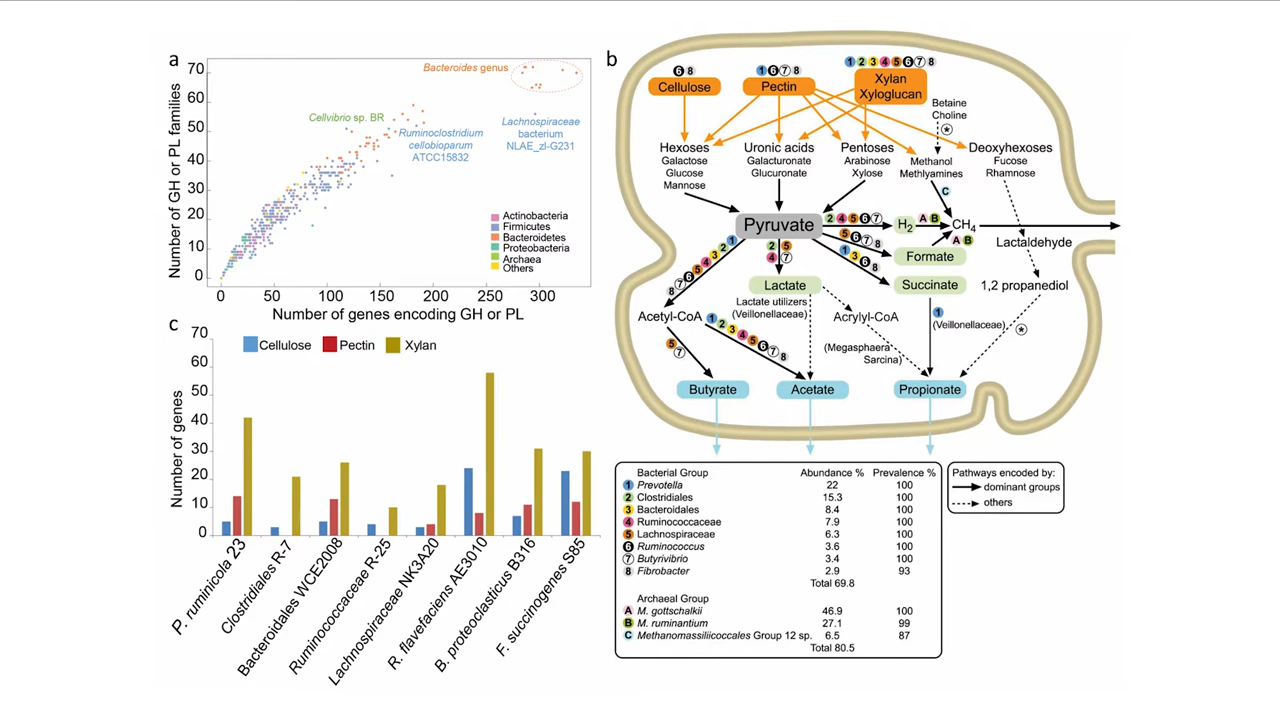 a
Number of GH or PL families
70
60
50
40
30
20
10
0
0
50
100
150
200
250
300
Number of genes encoding GH or PL
Bacteroides genus
Cellvibrio sp. BR
Ruminoclostridium
cellobioparum
ATCC15832
Lachnospiraceae
bacterium
NLAE_zl-G231
Actinobacteria
Firmicutes
Bacteroidetes
Proteobacteria
Archaea
Others
b
6 8
Cellulose
1 6 7 8
Pectin
1 2 3 4 5 6 7 8
Xylan
Xyloglucan
Betaine
Choline
*
Hexoses
Galactose
Glucose
Mannose
Uronic acids
Galacturonate
Glucuronate
Pentoses
Arabinose
Xylose
Methanol
Methlyamines
Deoxyhexoses
Fucose
Rhamnose
C
Pyruvate
2 4 5 6 7
H2
A B
CH4
A B
5 6 7 8
Formate
1 3 6 8
Succinate
Lactaldehyde
1,2 propanediol
8 7 6 5 4 3 2 1
2 5
4 7
Lactate
Lactate utilizers
(Veillonellaceae)
Acrylyl-CoA
(Megasphaera
Sarcina)
1
(Veillonellaceae)
*
Acetyl-CoA
1 2 3 4 5 6 7 8
5
7
Butyrate
Acetate
Propionate
Bacterial Group Abundance % Prevalence %
1 Prevotella 22 100
2 Clostridiales 15.3 100
3 Bacteroidales 8.4 100
4 Ruminococcaceae 7.9 100
5 Lachnospiraceae 6.3 100
6 Ruminococcus 3.6 100
7 Butyrivibrio 3.4 100
8 Fibrobacter 2.9 93
Total 69.8
Archaeal Group
A M. gottschalkii 46.9 100
B M. ruminantium 27.1 99
C Methanomassiliicoccales Group 12 sp. 6.5 87
Total 80.5
Pathways encoded by:
dominant groups
others
c
Number of genes
70
60
50
40
30
20
10
0
Cellulose
Pectin
Xylan
P. ruminicola 23
Clostridiales R-7
Bacteroidales WCE2008
Ruminococcaceae R-25
Lachnospiraceae NK3A20
R. flavefaciens AE3010
B. proteoclasticus B316
F. succinogenes S85